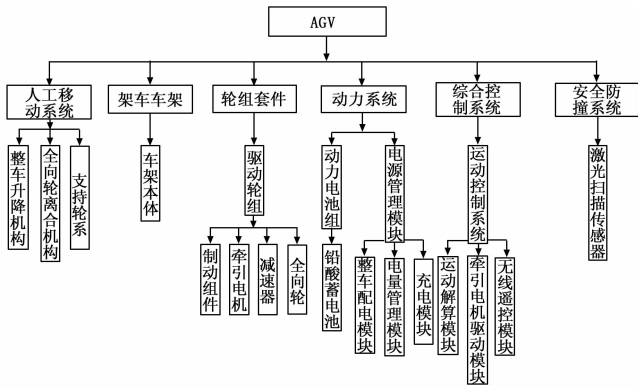 AGV
人工移
动系统
架车车架
轮组套件
动力系统
综合控
制系统
安全防
撞系统
整车升降机构
全向轮离合机构
支持轮系
车架本体
驱动轮组
动力电池组
电源管理模块
运动控制系统
激光扫描传感器
制动组件
牵引电机
减速器
全向轮
铅酸蓄电池
整车配电模块
电量管理模块
充电模块
运动解算模块
牵引电机驱动模块
无线遥控模块